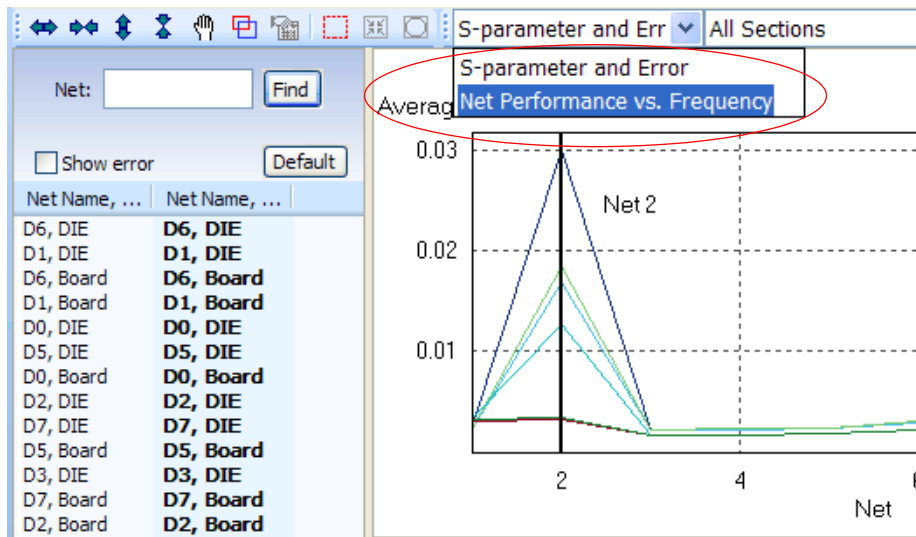 S-parameter and Err
All Sections
S-parameter and Error
Net Performance vs. Frequency
Net:
Find
Show error
Default
Net Name, ...
Net Name, ...
D6, DIE
D6, DIE
D1, DIE
D1, DIE
D6, Board
D6, Board
D1, Board
D1, Board
D0, DIE
D0, DIE
D5, DIE
D5, DIE
D0, Board
D0, Board
D2, DIE
D2, DIE
D7, DIE
D7, DIE
D5, Board
D5, Board
D3, DIE
D3, DIE
D7, Board
D7, Board
D2, Board
D2, Board
Averag
0.03
Net 2
0.02
0.01
2
4
Net